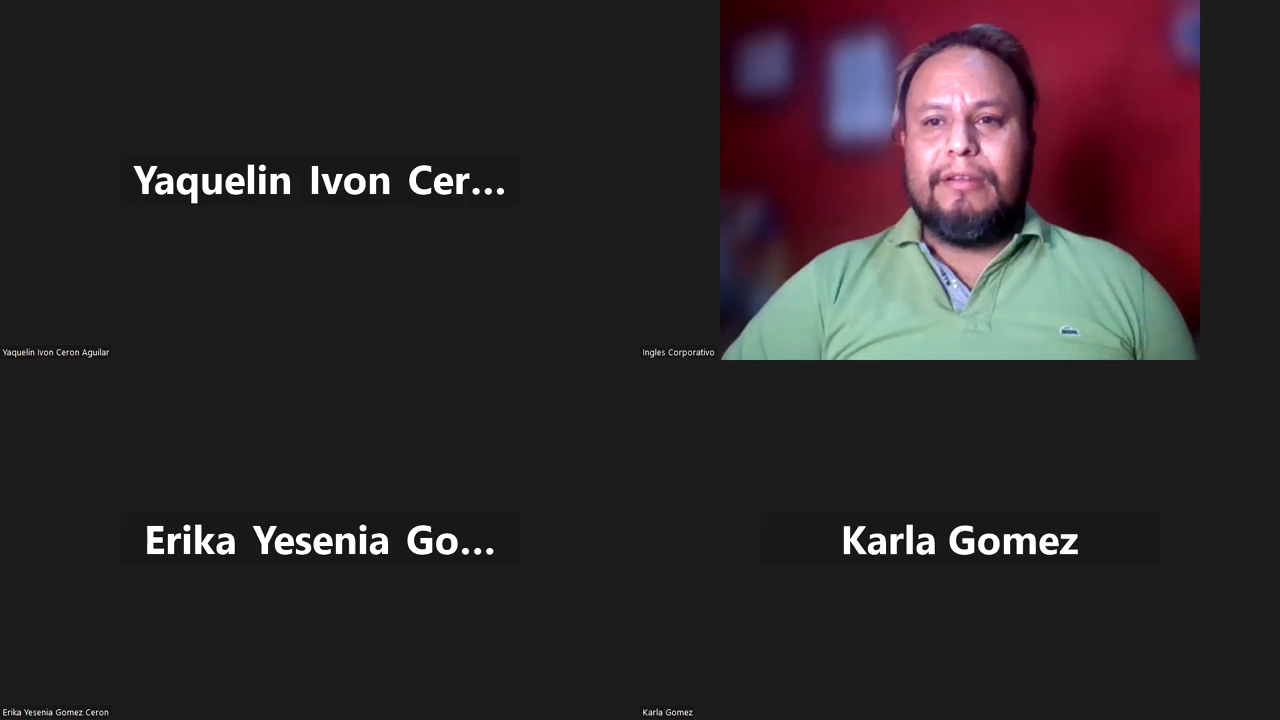 Yaquelin Ivon Cer...
Yaquelin Ivon Ceron Aguilar
Ingles Corporativo
Erika Yesenia Go...
Karla Gomez
Erika Yesenia Gomez Ceron
Karla Gomez